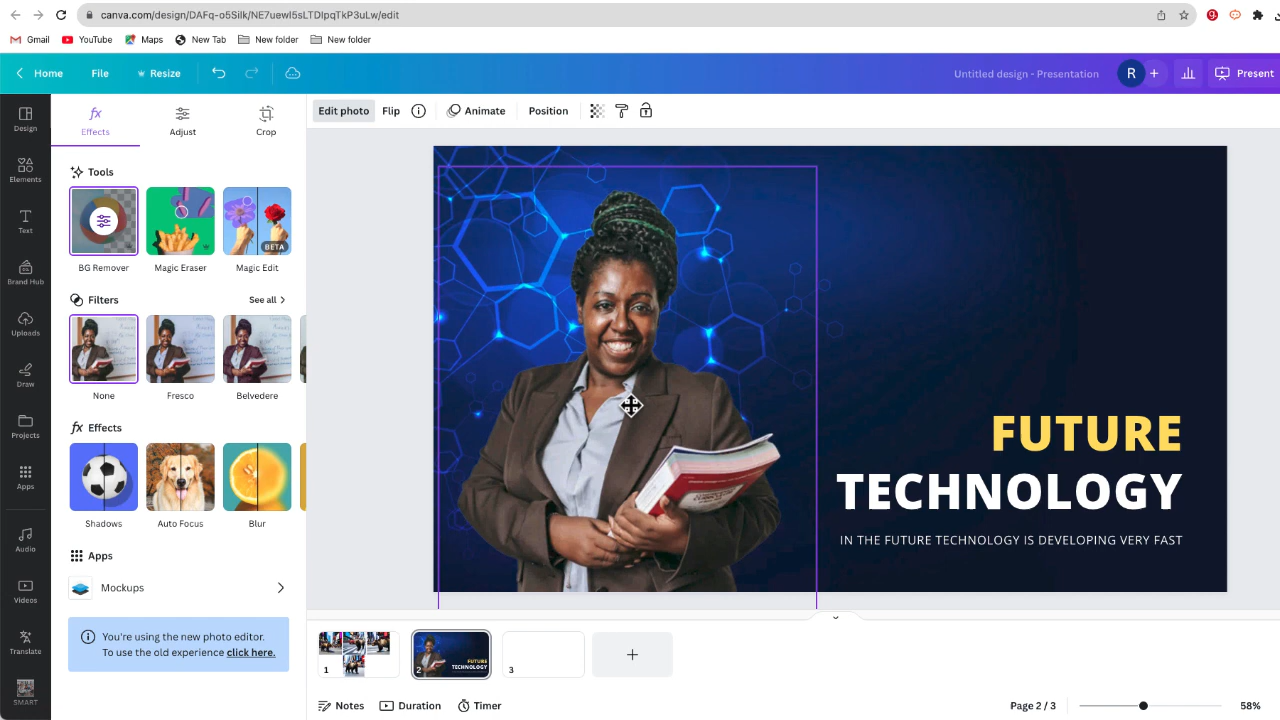 canva.com/design/DAFq-o5Silk/NE7uewl5sLTDlpqTkP3uLw/edit
Gmail YouTube Maps New Tab New folder New folder
Home File Resize Untitled design - Presentation R Present
Design
Elements
Text
Brand Hub
Uploads
Draw
Projects
Apps
Audio
Videos
Translate
SMART
Effects Adjust Crop
Tools
BETA
BG Remover Magic Eraser Magic Edit
Filters See all
None Fresco Belvedere
fx Effects
Shadows Auto Focus Blur
Apps
Mockups
You're using the new photo editor.
To use the old experience click here.
Edit photo Flip Animate Position
FUTURE
TECHNOLOGY
IN THE FUTURE TECHNOLOGY IS DEVELOPING VERY FAST
1 2 3
FUTURE
TECHNOLOGY
Notes Duration Timer Page 2 / 3 58%